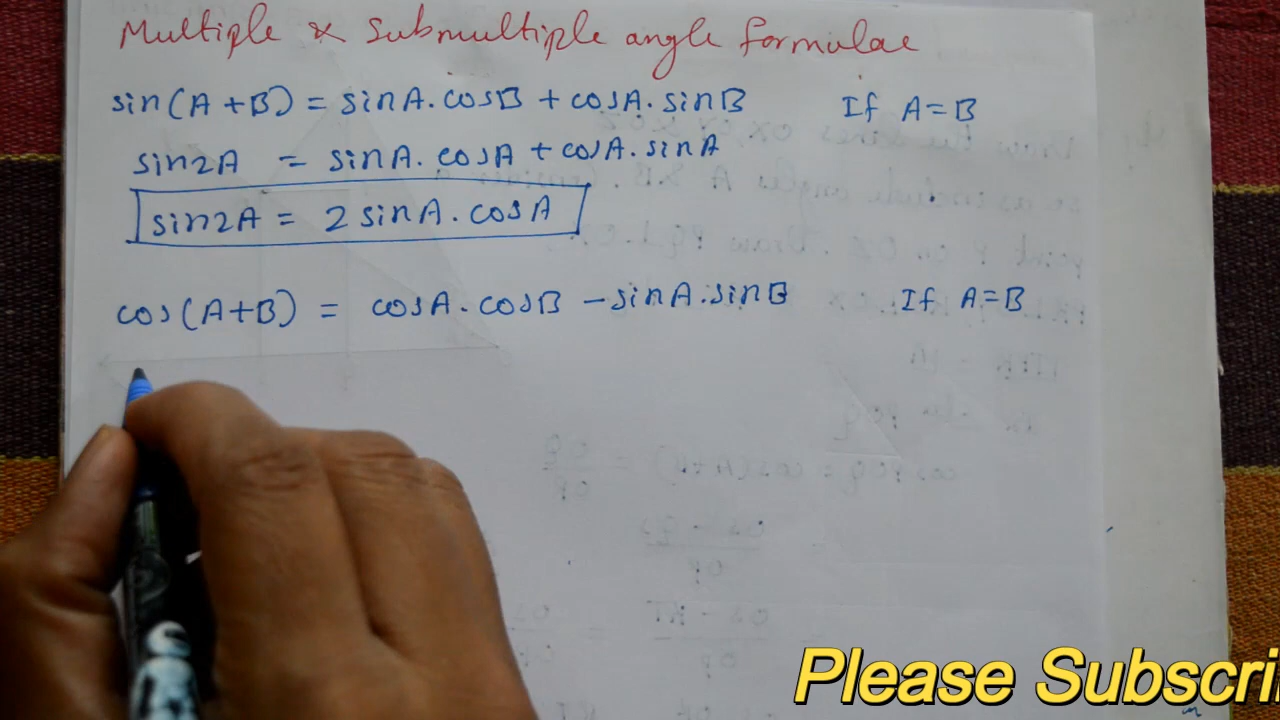 Multiple & Submultiple angle formulae
sin(A+B) = sinA.cosB + cosA.sinB If A=B
sin2A = sinA.cosA + cosA.sinA
sin2A = 2 sinA.cosA
cos(A+B) = cosA.cosB - sinA.sinB If A=B
Please Subscri